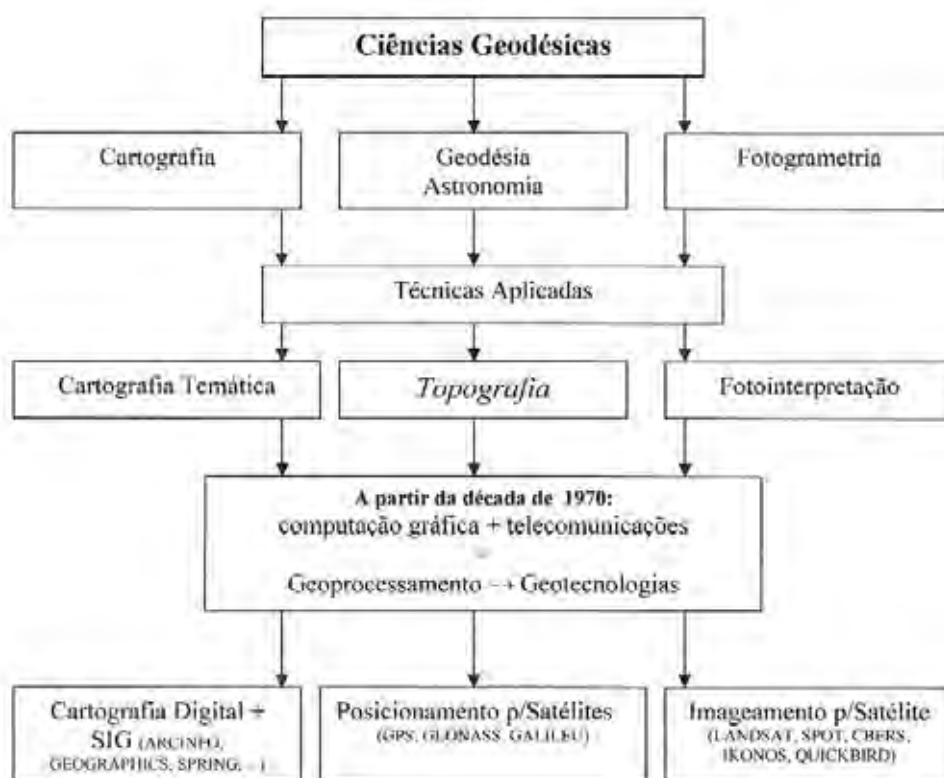 Ciências Geodésicas
Cartografia
Geodésia
Astronomia
Fotogrametria
Técnicas Aplicadas
Cartografia Temática
Topografia
Fotointerpretação
A partir da década de 1970:
computação gráfica + telecomunicações
=
Geoprocessamento → Geotecnologias
Cartografia Digital +
SIG (ARCINFO,
GEOGRAPHICS, SPRING, ...)
Posicionamento p/Satélites
(GPS, GLONASS, GALILEU)
Imageamento p/Satélite
(LANDSAT, SPOT, CBERS,
IKONOS, QUICKBIRD)